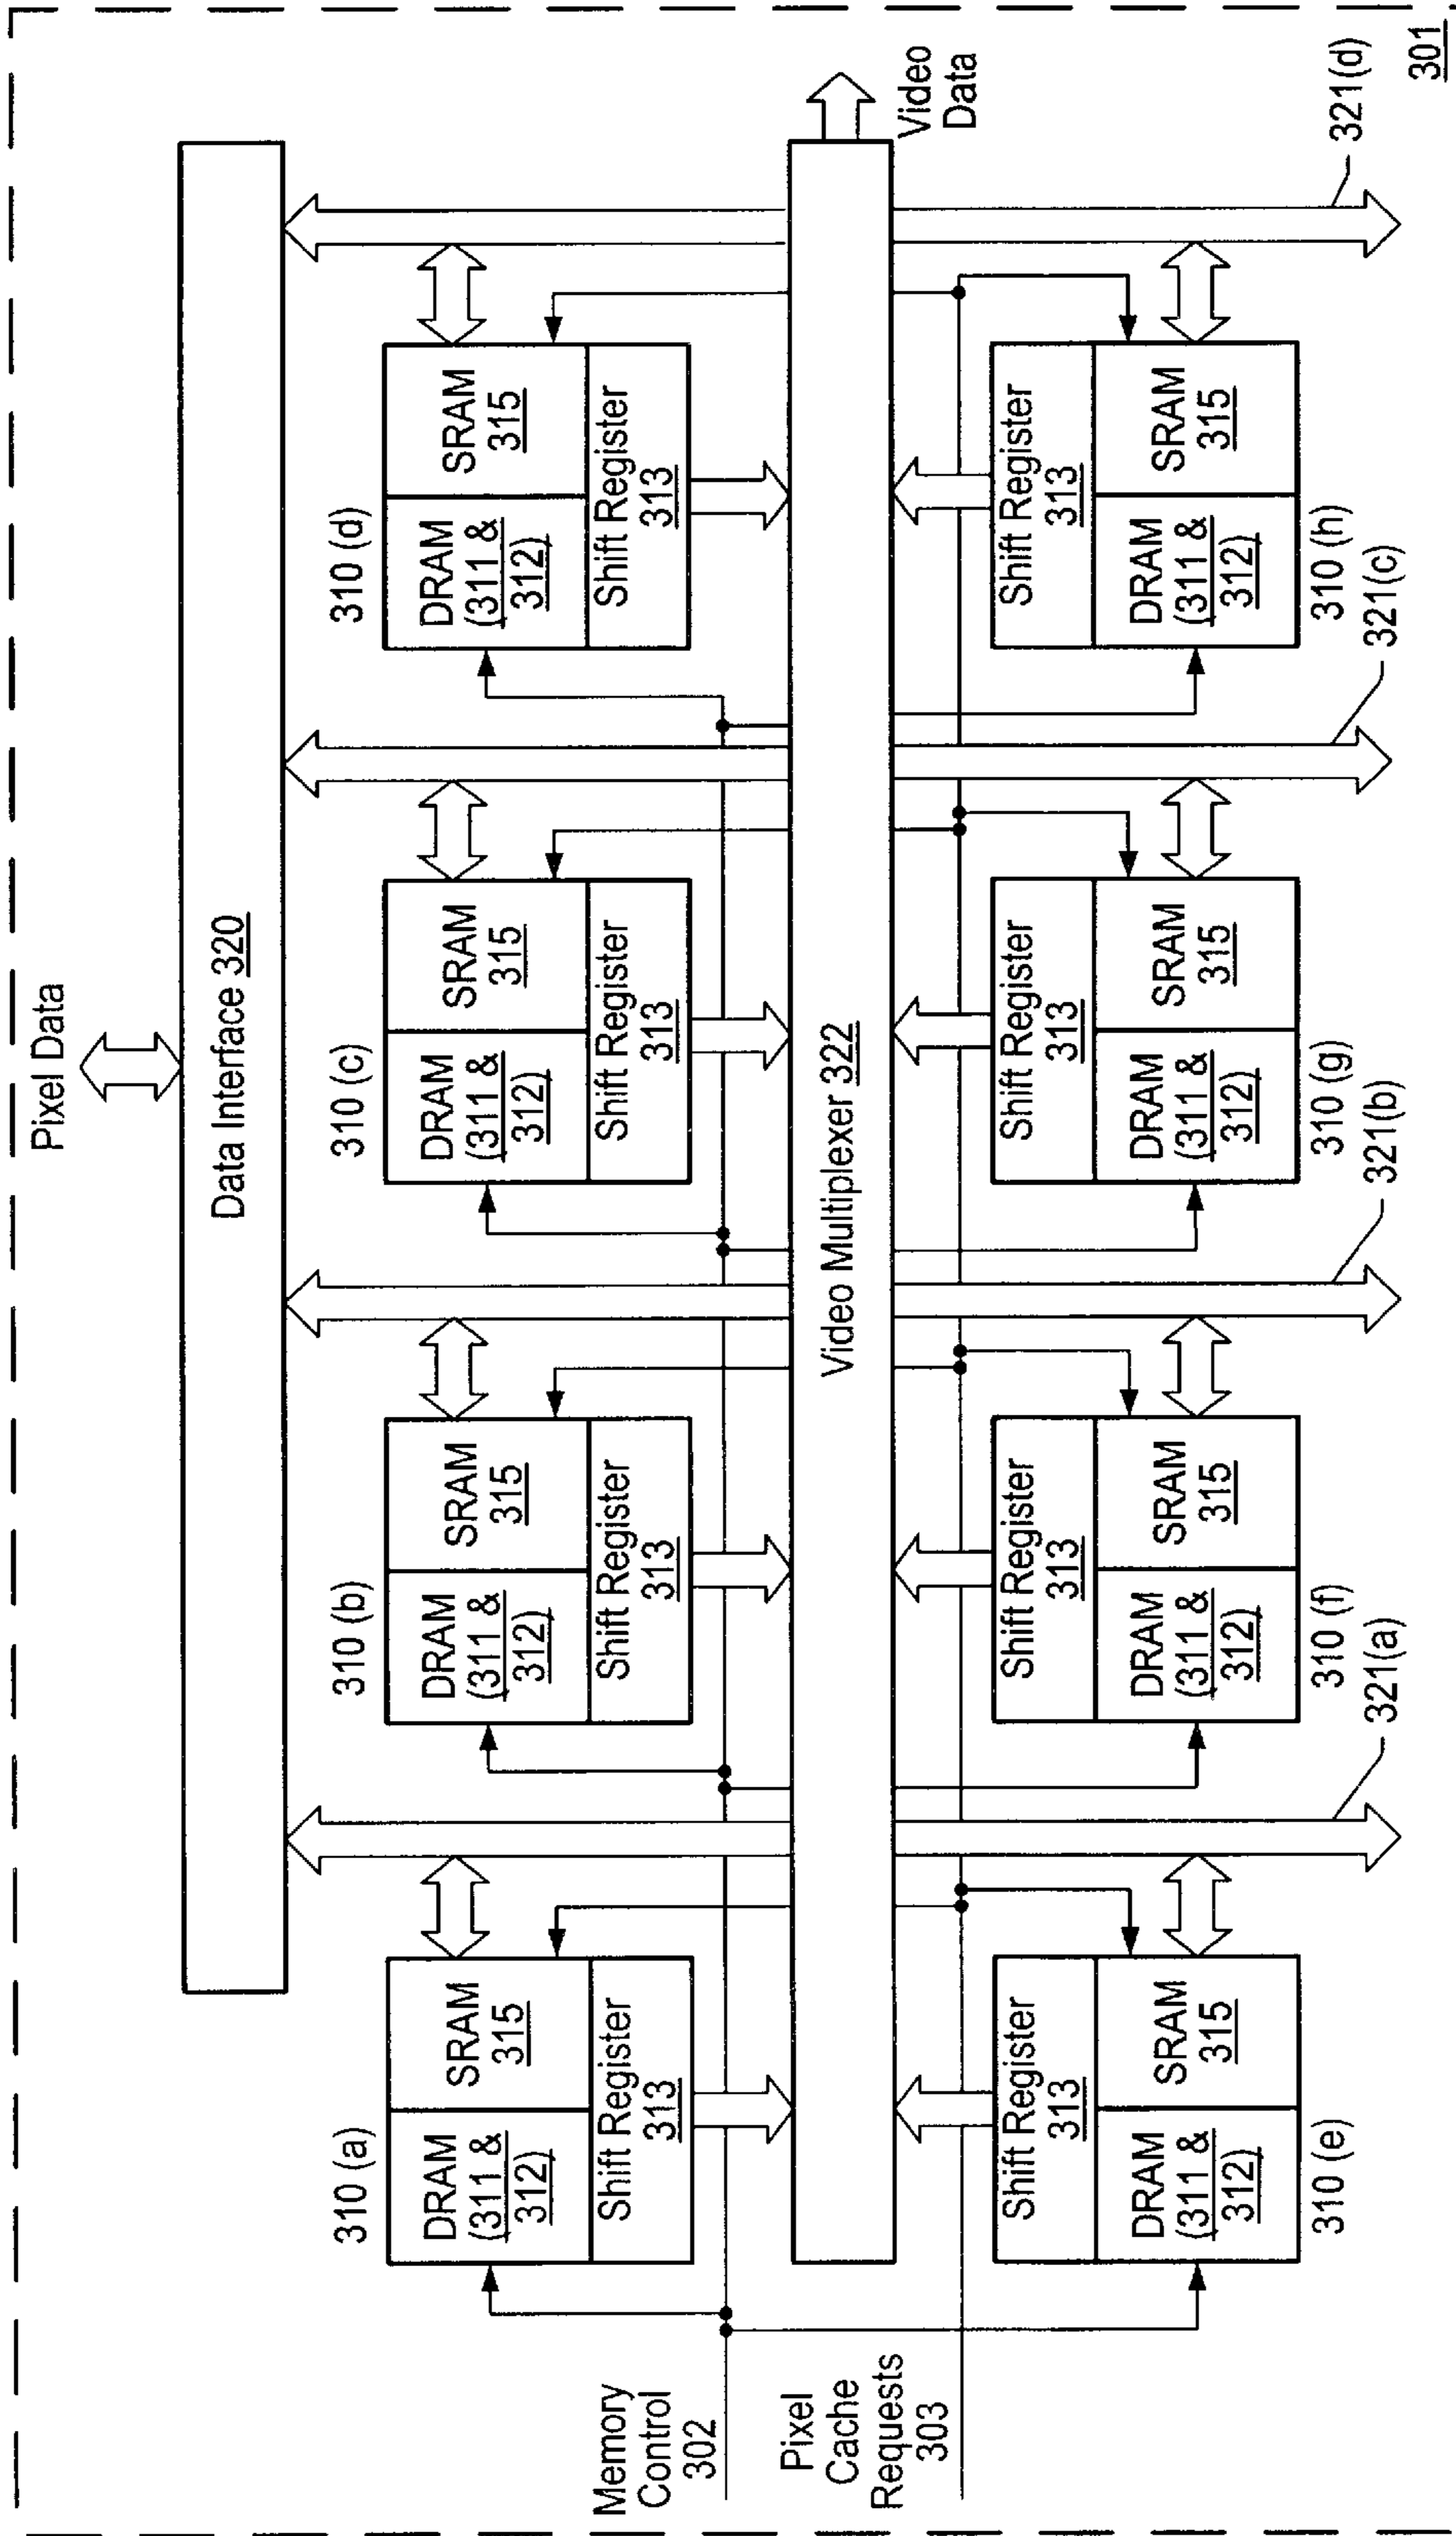 Pixel Data
Data Interface 320
310 (a)
DRAM
(311 &
312)
SRAM
315
Shift Register
313
310 (b)
DRAM
(311 &
312)
SRAM
315
Shift Register
313
310 (c)
DRAM
(311 &
312)
SRAM
315
Shift Register
313
310 (d)
DRAM
(311 &
312)
SRAM
315
Shift Register
313
Memory
Control
302
Video Multiplexer 322
Video
Data
Pixel
Cache
Requests
303
Shift Register
313
DRAM
(311 &
312)
SRAM
315
310 (e)
Shift Register
313
DRAM
(311 &
312)
SRAM
315
310 (f)
Shift Register
313
DRAM
(311 &
312)
SRAM
315
310 (g)
Shift Register
313
DRAM
(311 &
312)
SRAM
315
310 (h)
321(a)
321(b)
321(c)
321(d)
301